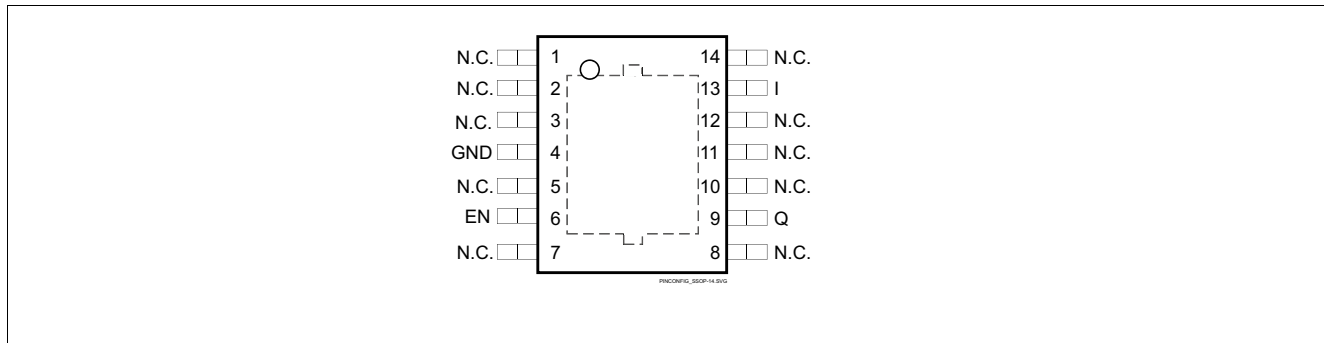 N.C. 1 14 N.C.
N.C. 2 13 I
N.C. 3 12 N.C.
GND 4 11 N.C.
N.C. 5 10 N.C.
EN 6 9 Q
N.C. 7 8 N.C.
PINCONFIG_SSOP-14.SVG